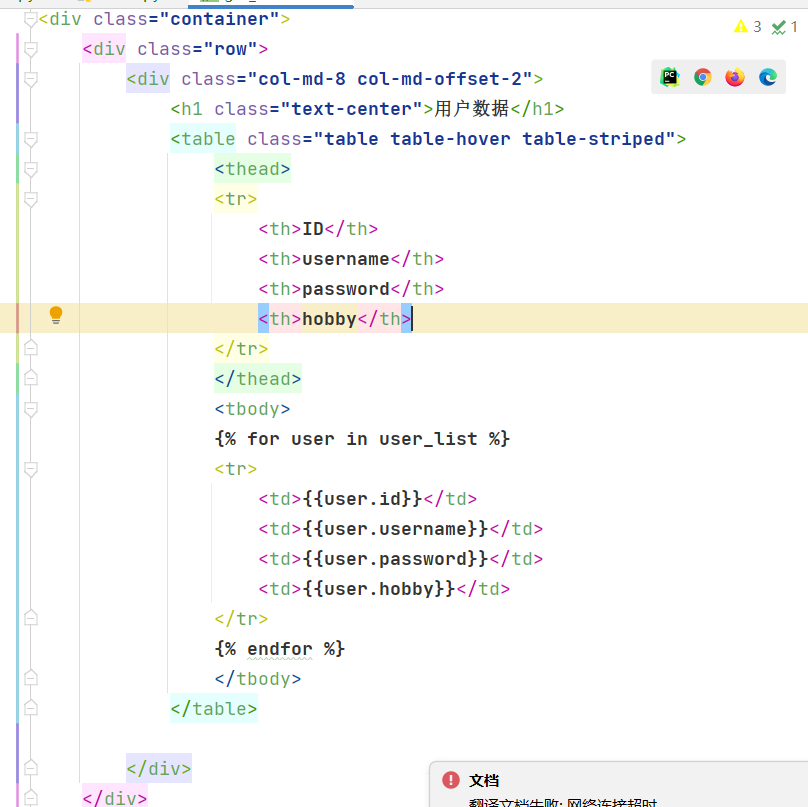 <div class="container">
3 1
<div class="row">
<div class="col-md-8 col-md-offset-2">
PC
<h1 class="text-center">用户数据</h1>
<table class="table table-hover table-striped">
<thead>
<tr>
<th>ID</th>
<th>username</th>
<th>password</th>
<th>hobby</th>
</tr>
</thead>
<tbody>
{% for user in user_list %}
<tr>
<td>{{user.id}}</td>
<td>{{user.username}}</td>
<td>{{user.password}}</td>
<td>{{user.hobby}}</td>
</tr>
{% endfor %}
</tbody>
</table>
</div>
文档
</div>
翻译文档失败: 网络连接超时